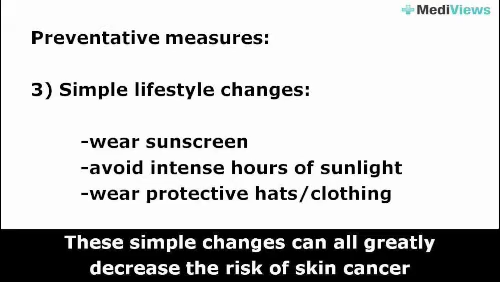 MediViews
Preventative measures:
3) Simple lifestyle changes:
-wear sunscreen
-avoid intense hours of sunlight
-wear protective hats/clothing
These simple changes can all greatly
decrease the risk of skin cancer